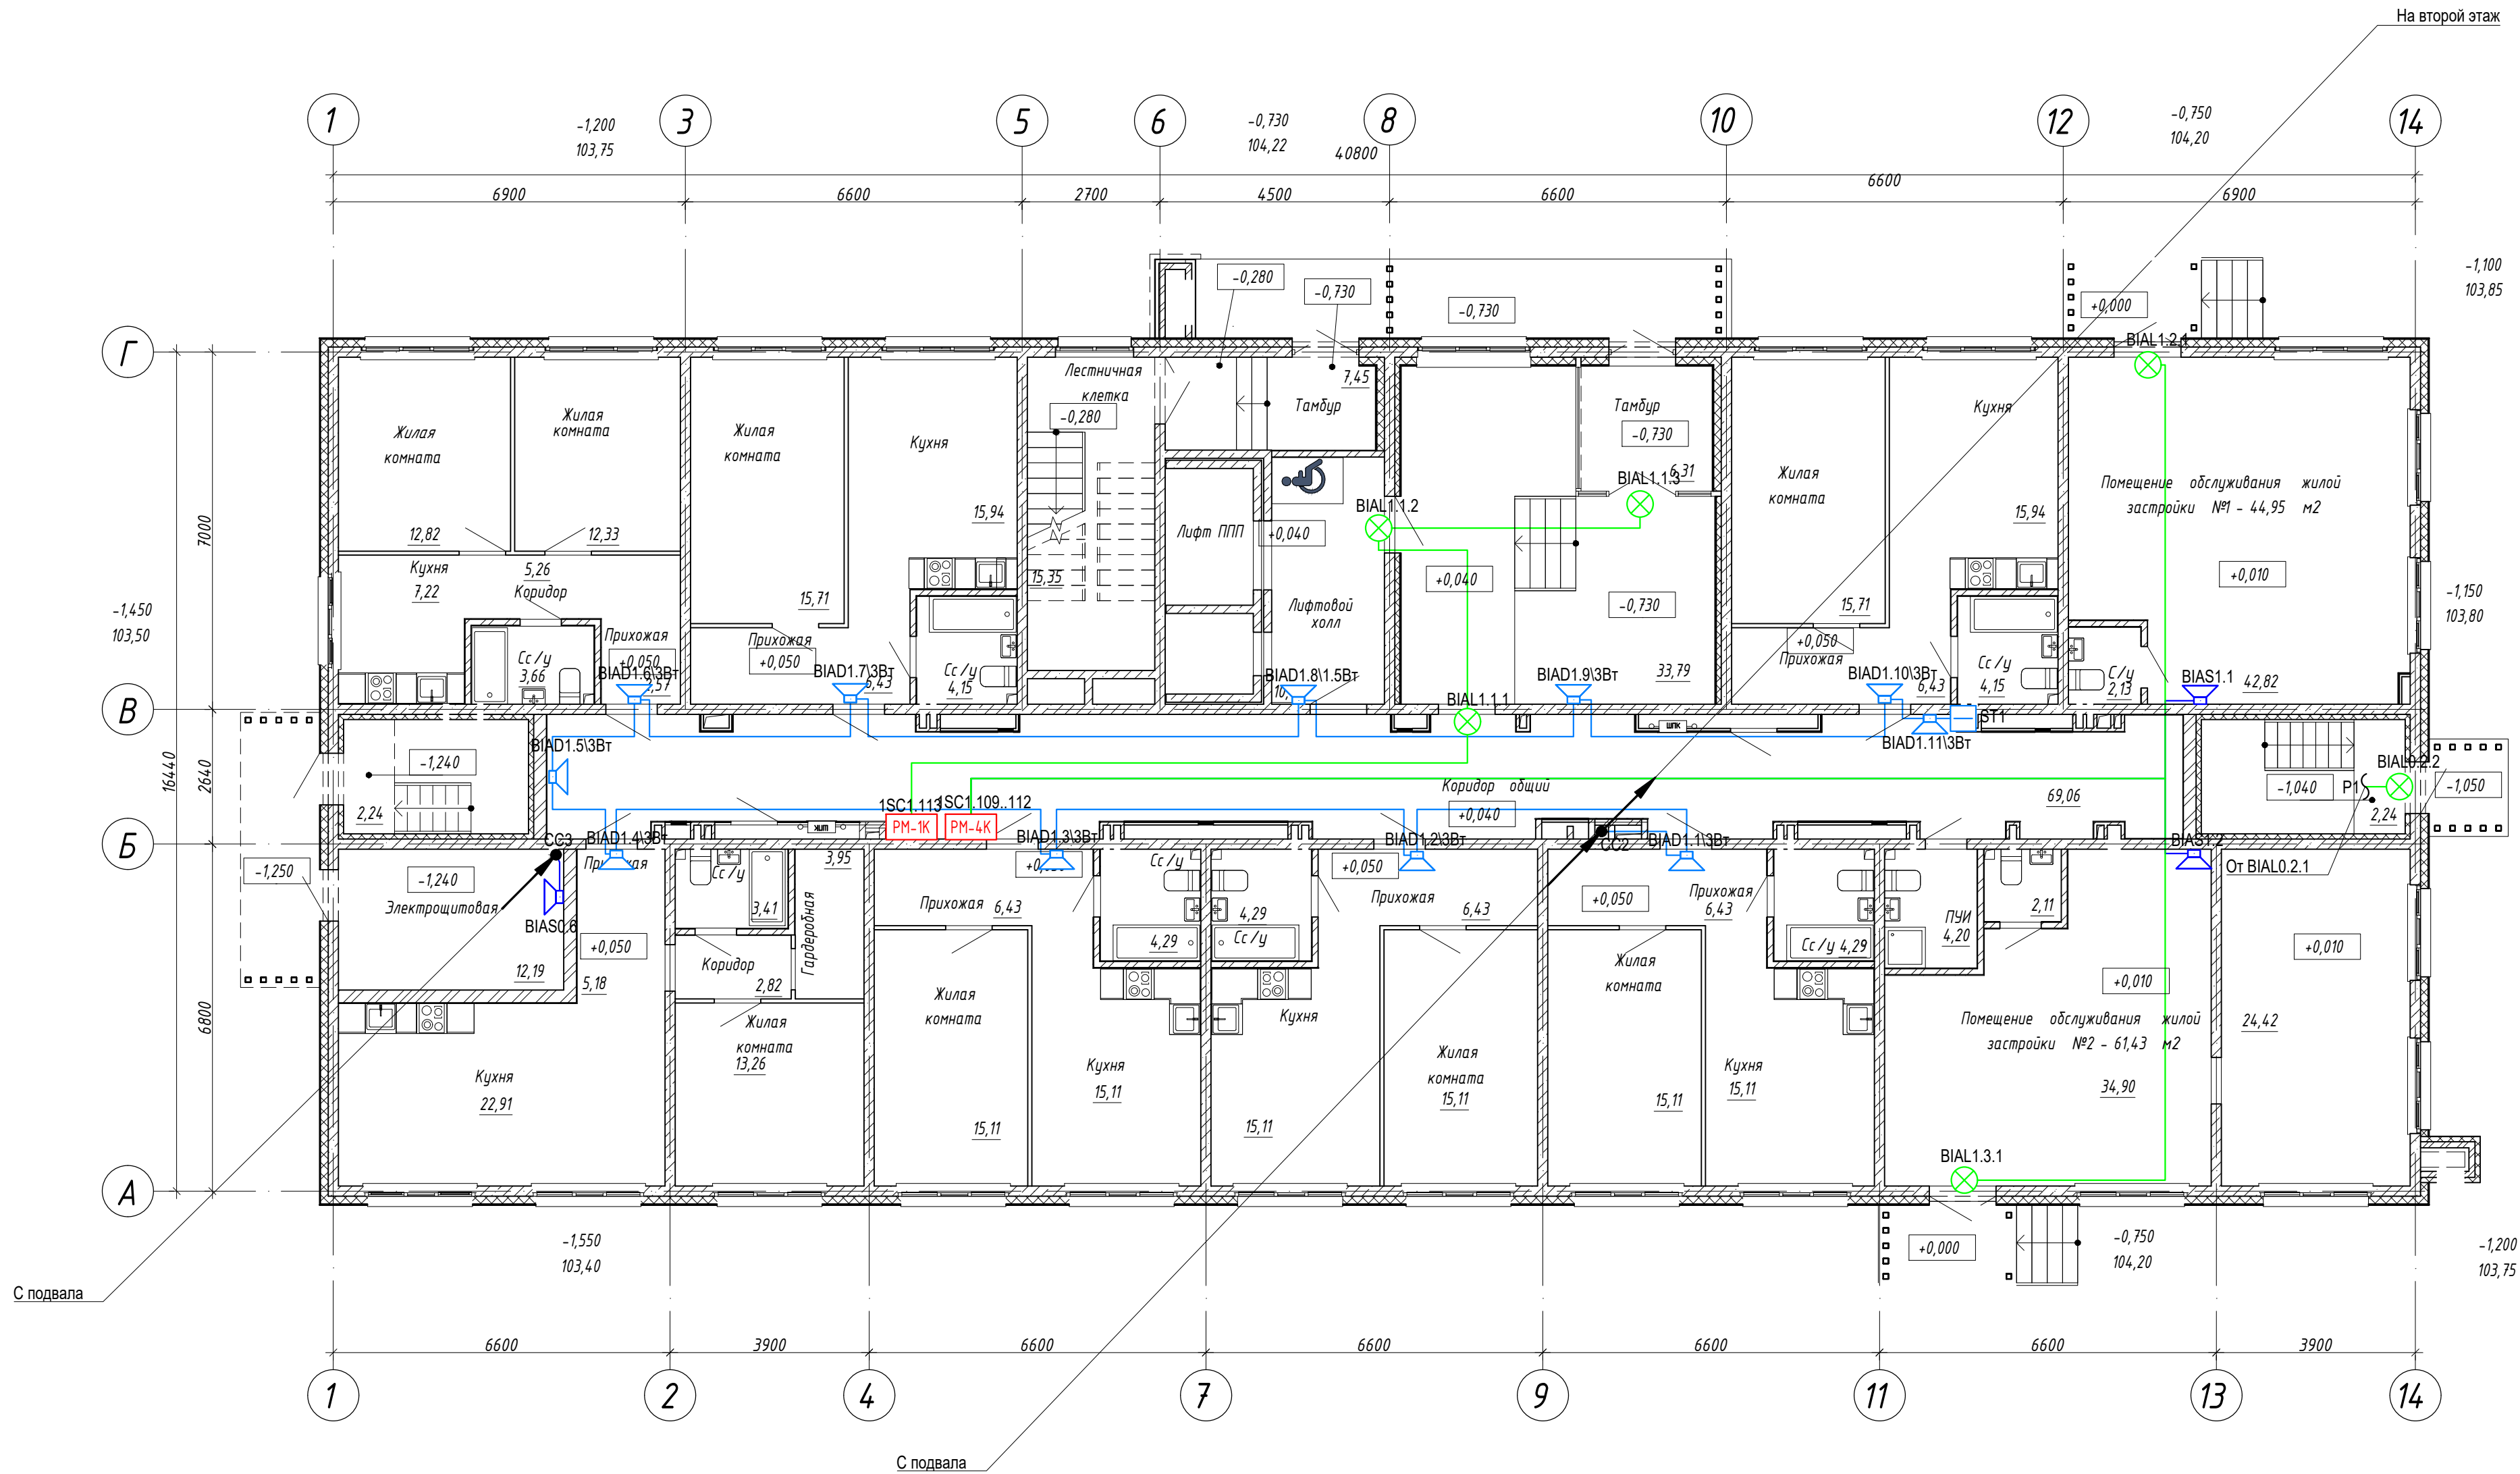 На второй этаж
1
3
5
6
8
10
12
14
-1,200
103,75
-0,730
104,22
40800
-0,750
104,20
6900
6600
2700
4500
6600
6600
6900
-1,100
103,85
-0,280
-0,730
-0,730
+0,000
BIAL1.2.1
Г
Лестничная
клетка
-0,280
7,45
Тамбур
Тамбур
-0,730
6,31
BIAL1.1.3
Кухня
Жилая
комната
Жилая
комната
Жилая
комната
Кухня
Жилая
комната
Помещение обслуживания жилой
застройки №1 - 44,95 м2
12,82
12,33
15,94
15,94
BIAL1.1.2
Лифт ППП
+0,040
7000
Кухня
7,22
5,26
Коридор
15,71
15,35
+0,040
-0,730
15,71
+0,010
-1,450
103,50
-1,150
103,80
Лифтовой
холл
Прихожая
+0,050
Прихожая
+0,050
+0,050
Прихожая
Сс/у
3,66
BIAD1.6\3Вт
BIAD1.7\3Вт
6,43
Сс/у
4,15
BIAD1.8\1.5Вт
BIAD1.9\3Вт
33,79
BIAD1.10\3Вт
6,43
Сс/у
4,15
С/у
2,13
BIAS1.1
42,82
BIAL1.1.1
В
ST1
ШПК
BIAD1.5\3Вт
BIAD1.11\3Вт
16440
2640
-1,240
2,24
Коридор общий
+0,040
69,06
-1,040
P1
BIAL0.2.2
-1,050
2,24
1SC1.113
1SC1.109..112
РМ-1К
РМ-4К
ШПК
Б
СС3
BIAD1.4\3Вт
BIAD1.3\3Вт
BIAD1.2\3Вт
СС2
BIAD1.1\3Вт
BIAS1.2
От BIAL0.2.1
-1,250
-1,240
Электрощитовая
BIAS0.6
12,19
+0,050
5,18
Сс/у
3,41
3,95
Гардеробная
Коридор
2,82
Прихожая
6,43
Сс/у
4,29
4,29
Сс/у
+0,050
Прихожая
6,43
+0,050
Прихожая
6,43
Сс/у
4,29
ПУИ
4,20
2,11
+0,010
+0,010
6800
Жилая
комната
13,26
Жилая
комната
Кухня
Жилая
комната
Жилая
комната
Помещение обслуживания жилой
застройки №2 - 61,43 м2
24,42
34,90
Кухня
22,91
Кухня
15,11
15,11
15,11
15,11
15,11
Кухня
15,11
BIAL1.3.1
А
-1,550
103,40
+0,000
-0,750
104,20
-1,200
103,75
С подвала
6600
3900
6600
6600
6600
6600
3900
1
2
4
7
9
11
13
14
С подвала